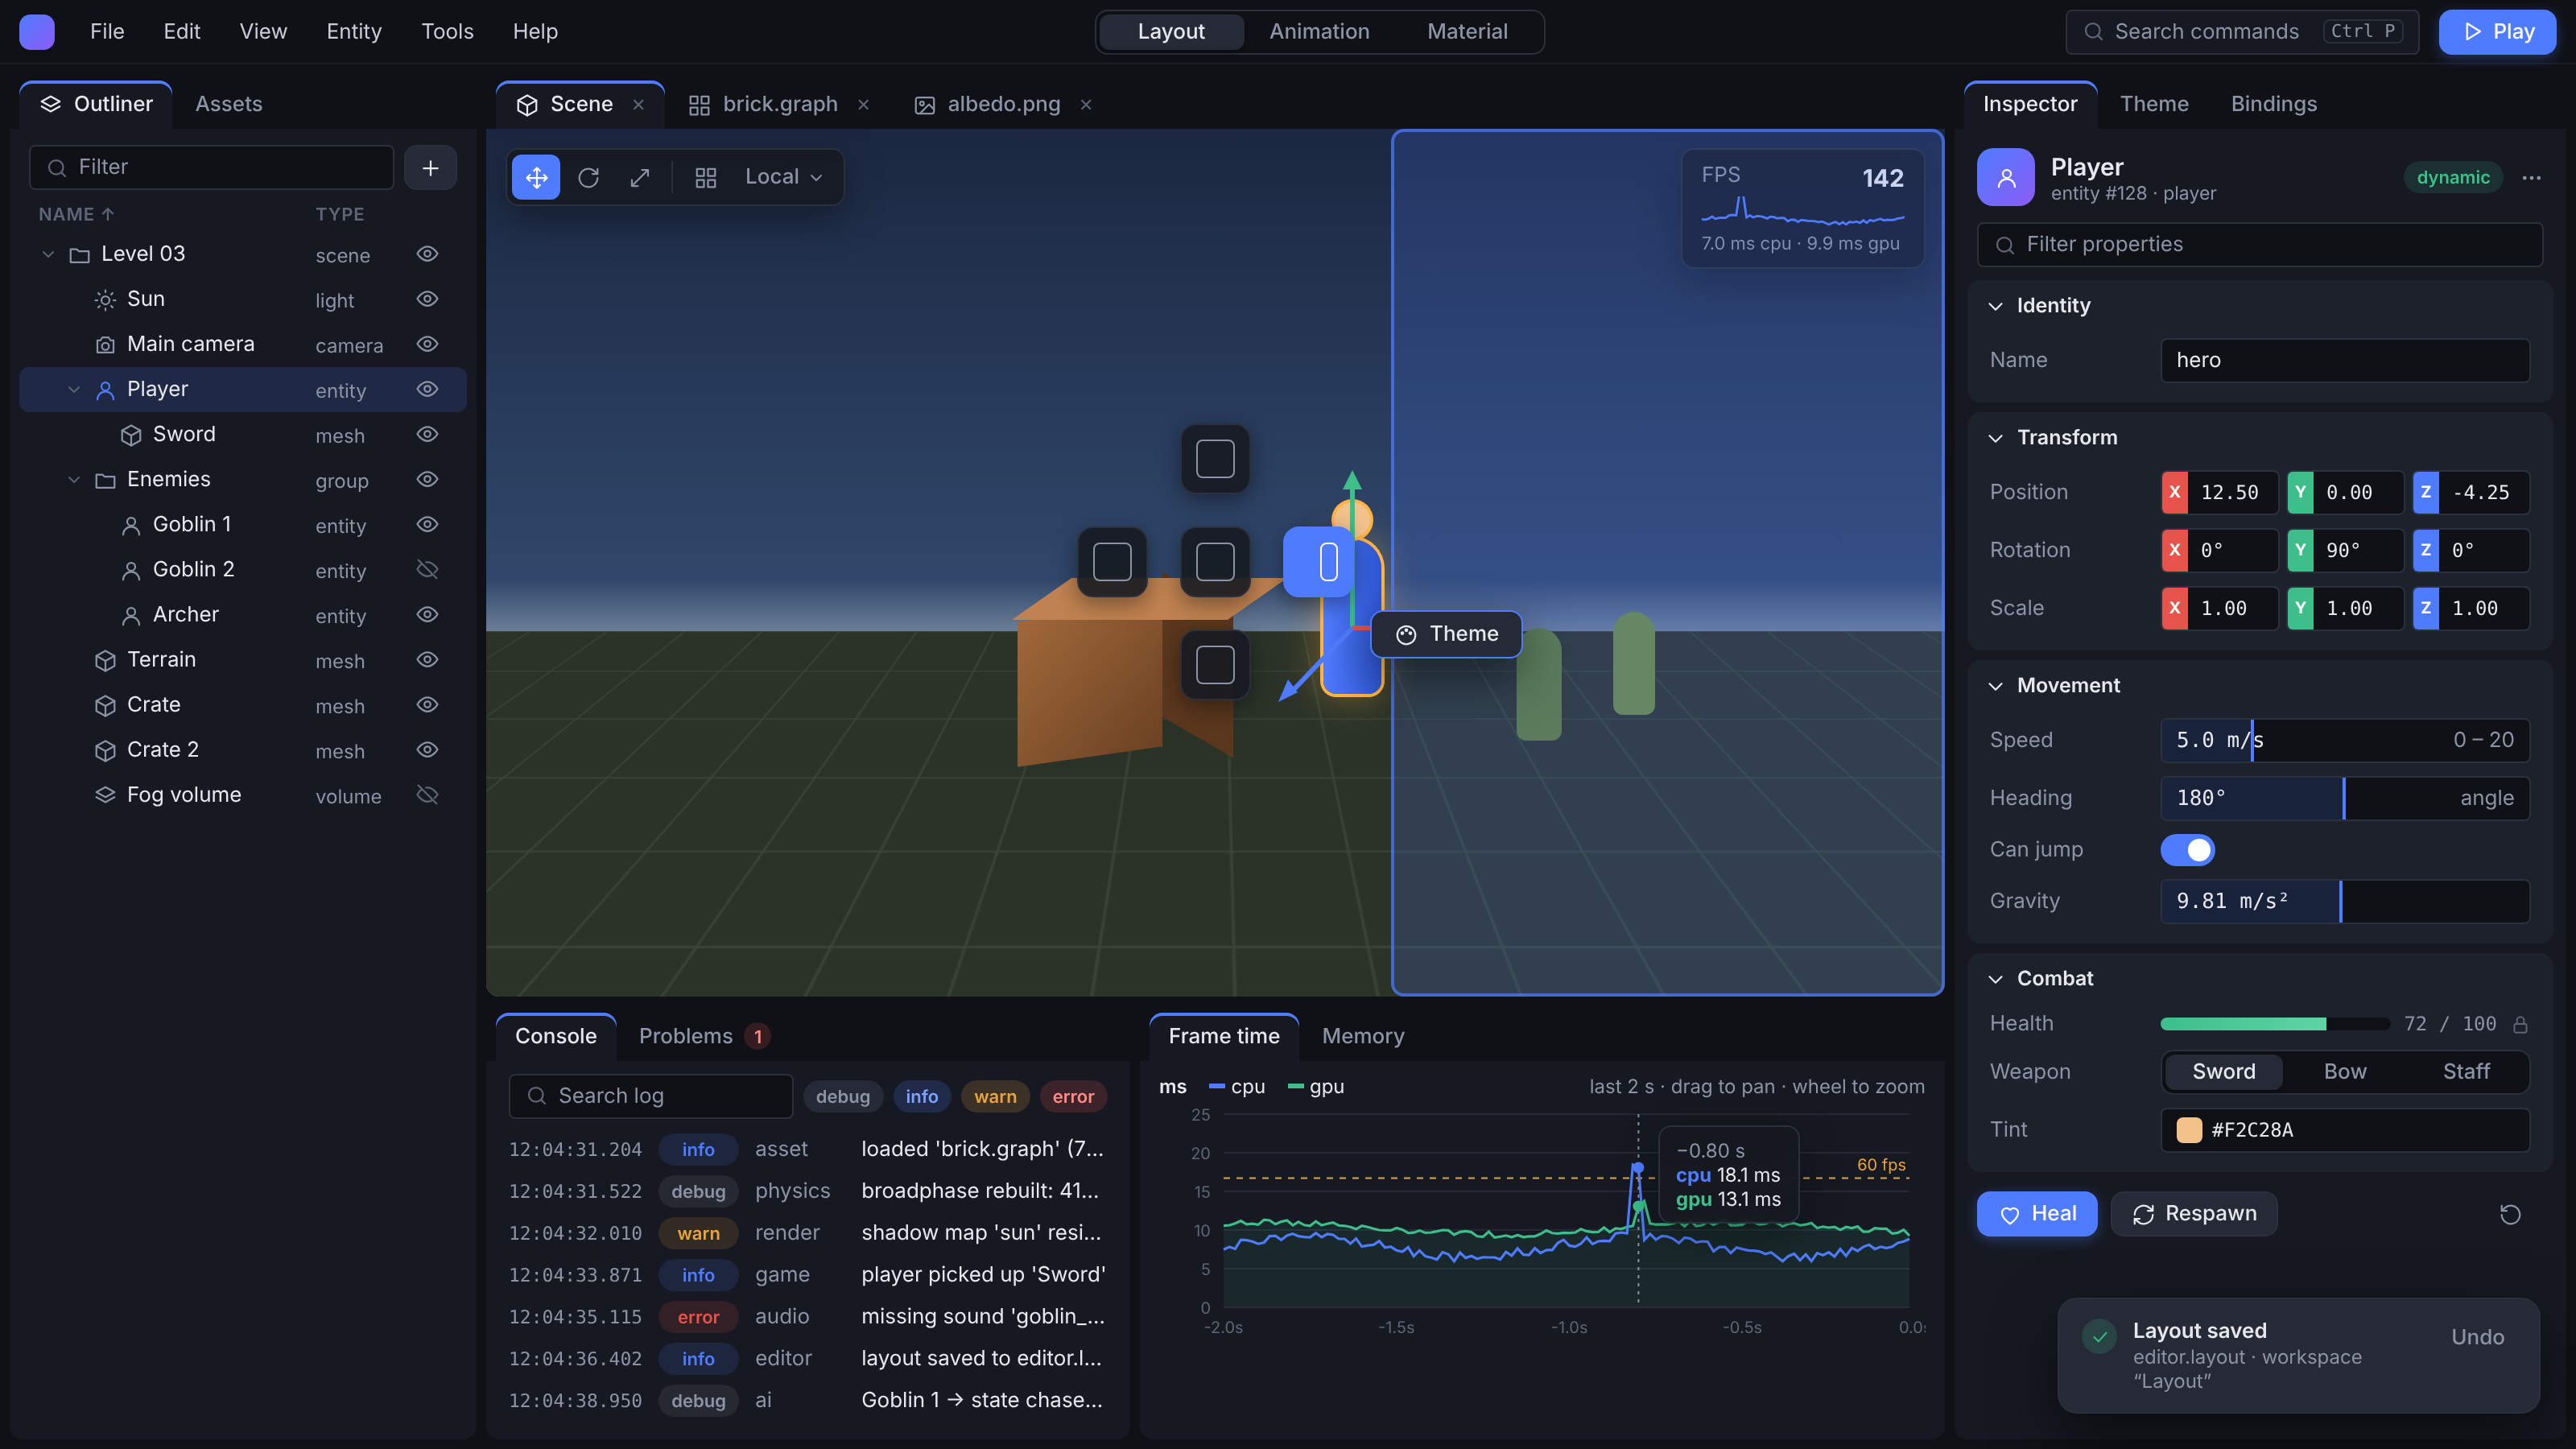 File Edit View Entity Tools Help
Layout Animation Material
Search commands Ctrl P
Play
Outliner Assets
Filter
NAME ↑ TYPE
Level 03 scene
Sun light
Main camera camera
Player entity
Sword mesh
Enemies group
Goblin 1 entity
Goblin 2 entity
Archer entity
Terrain mesh
Crate mesh
Crate 2 mesh
Fog volume volume
Scene × brick.graph × albedo.png ×
Local
FPS 142
7.0 ms cpu · 9.9 ms gpu
Theme
Console Problems 1
Search log debug info warn error
12:04:31.204 info asset loaded 'brick.graph' (7…
12:04:31.522 debug physics broadphase rebuilt: 41…
12:04:32.010 warn render shadow map 'sun' resi…
12:04:33.871 info game player picked up 'Sword'
12:04:35.115 error audio missing sound 'goblin_…
12:04:36.402 info editor layout saved to editor.l…
12:04:38.950 debug ai Goblin 1 → state chase…
Frame time Memory
ms cpu gpu last 2 s · drag to pan · wheel to zoom
25
20
15
10
5
0
-2.0s -1.5s -1.0s -0.5s 0.0s
60 fps
−0.80 s
cpu 18.1 ms
gpu 13.1 ms
Inspector Theme Bindings
Player
entity #128 · player
dynamic
Filter properties
Identity
Name hero
Transform
Position X 12.50 Y 0.00 Z -4.25
Rotation X 0° Y 90° Z 0°
Scale X 1.00 Y 1.00 Z 1.00
Movement
Speed 5.0 m/s 0 – 20
Heading 180° angle
Can jump
Gravity 9.81 m/s²
Combat
Health 72 / 100
Weapon Sword Bow Staff
Tint #F2C28A
Heal Respawn
Layout saved
editor.layout · workspace
“Layout”
Undo